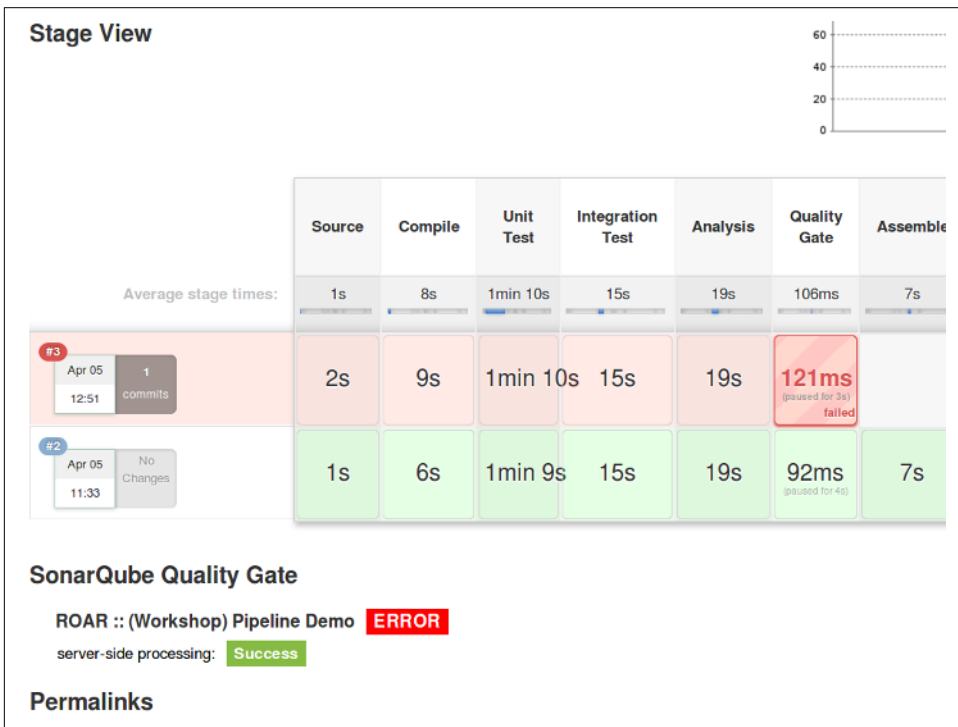 Stage View
60
40
20
0
Source Compile Unit Test Integration Test Analysis Quality Gate Assemble
Average stage times: 1s 8s 1min 10s 15s 19s 106ms 7s
#3
Apr 05 1 commits
12:51
2s 9s 1min 10s 15s 19s 121ms
(paused for 3s)
failed
#2
Apr 05 No Changes
11:33
1s 6s 1min 9s 15s 19s 92ms 7s
(paused for 4s)
SonarQube Quality Gate
ROAR :: (Workshop) Pipeline Demo ERROR
server-side processing: Success
Permalinks